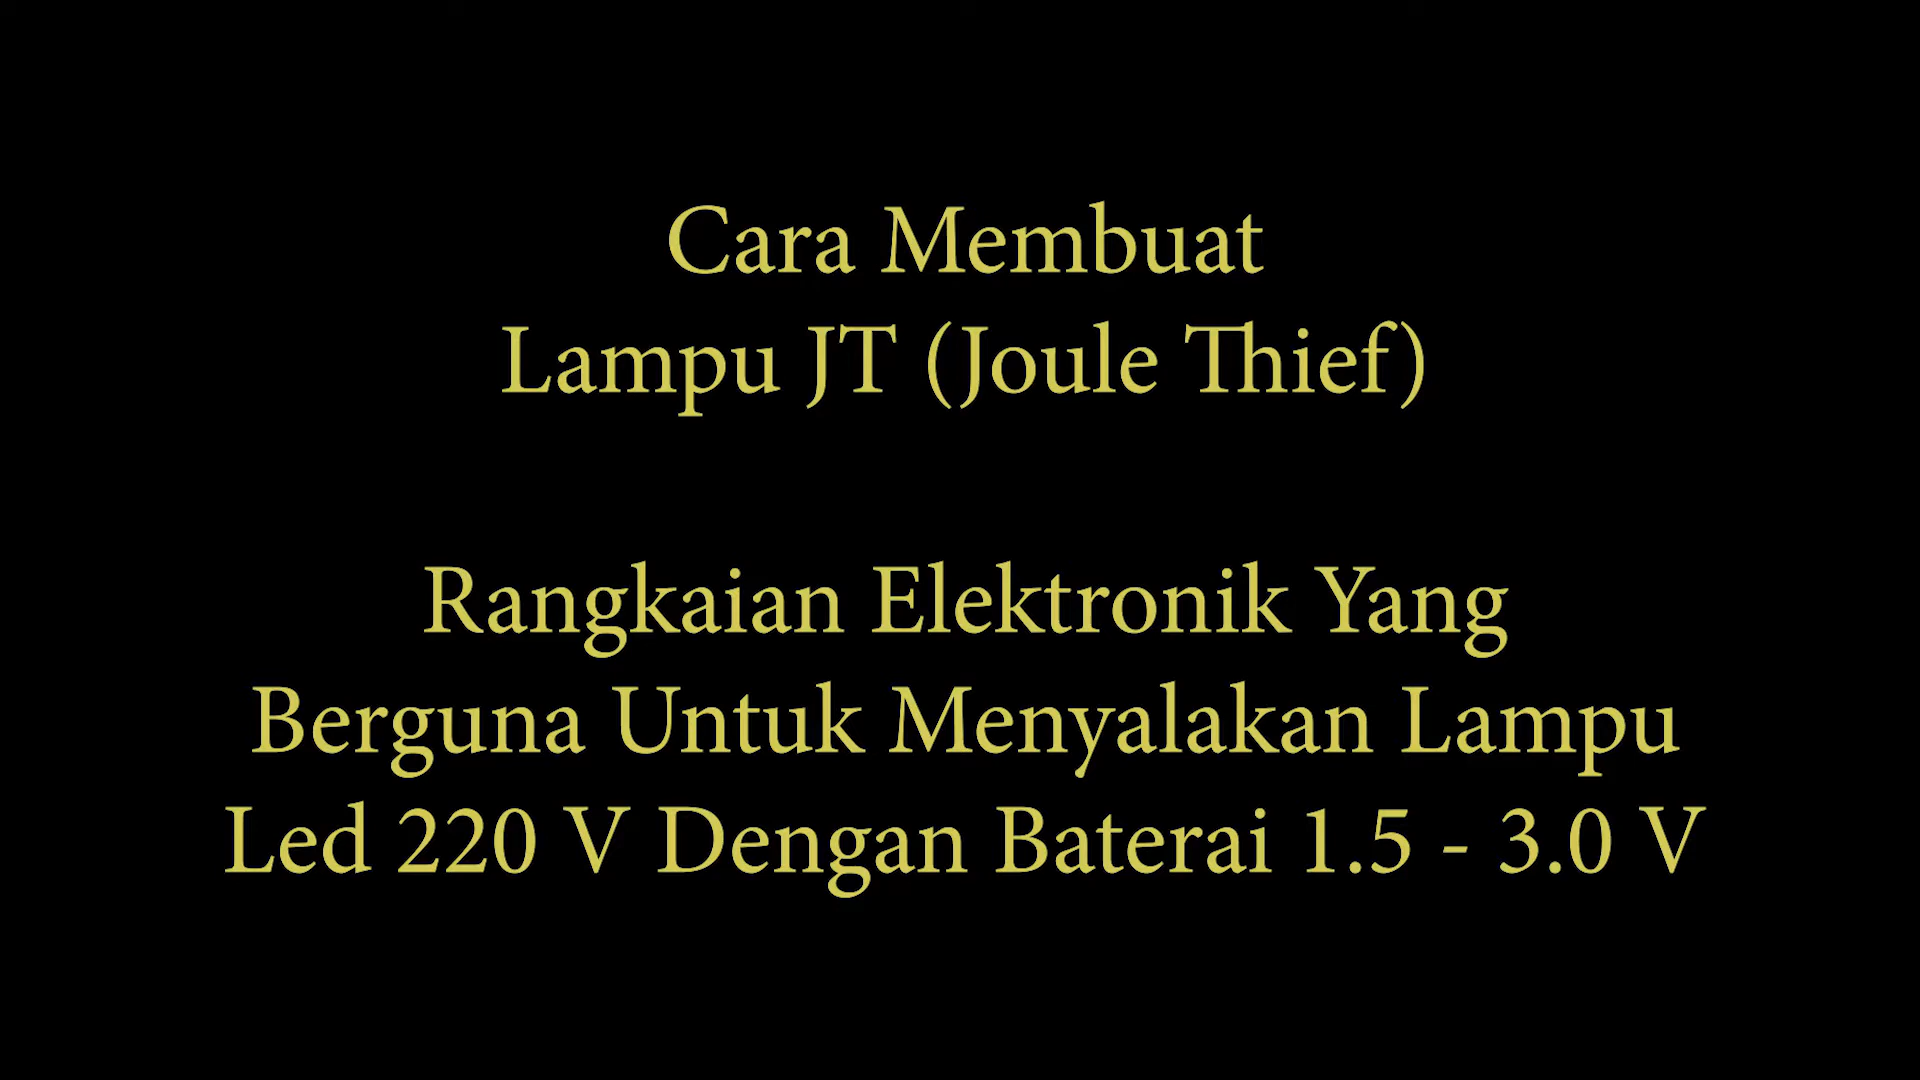 Cara Membuat
Lampu JT (Joule Thief)
Rangkaian Elektronik Yang
Berguna Untuk Menyalakan Lampu
Led 220 V Dengan Baterai 1.5 - 3.0 V